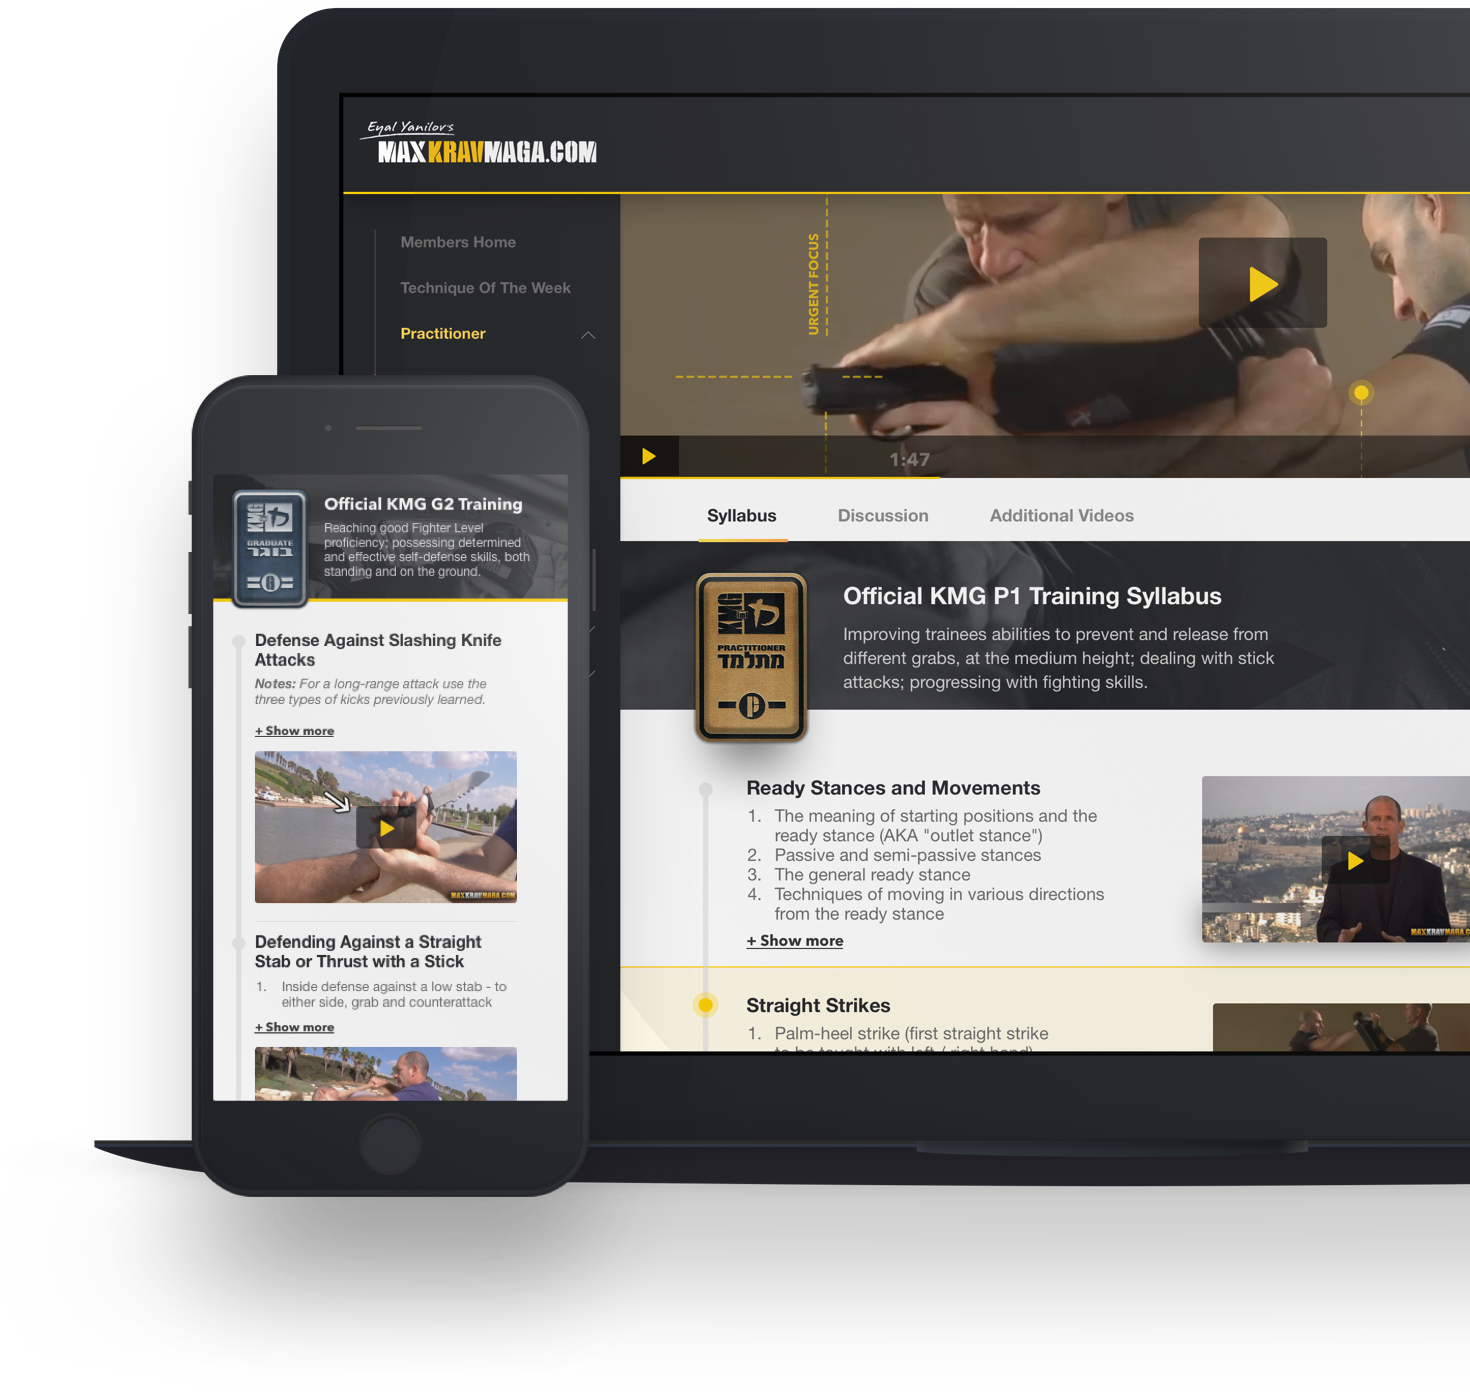 Eyal Yanilov's
MAXKRAVMAGA.COM
Members Home
Technique Of The Week
Practitioner
URGENT FOCUS
1:47
Syllabus
Discussion
Additional Videos
KMG
PRACTITIONER
מתלמד
P
Official KMG P1 Training Syllabus
Improving trainees abilities to prevent and release from
different grabs, at the medium height; dealing with stick
attacks; progressing with fighting skills.
Ready Stances and Movements
1. The meaning of starting positions and the
ready stance (AKA "outlet stance")
2. Passive and semi-passive stances
3. The general ready stance
4. Techniques of moving in various directions
from the ready stance
+ Show more
MAXKRAVMAGA.C
Straight Strikes
1. Palm-heel strike (first straight strike
to be taught with left / right hand)
KMG
GRADUATE
בוגר
G
Official KMG G2 Training
Reaching good Fighter Level
proficiency; possessing determined
and effective self-defense skills, both
standing and on the ground.
Defense Against Slashing Knife
Attacks
Notes: For a long-range attack use the
three types of kicks previously learned.
+ Show more
MAXKRAVMAGA.COM
Defending Against a Straight
Stab or Thrust with a Stick
1. Inside defense against a low stab - to
either side, grab and counterattack
+ Show more